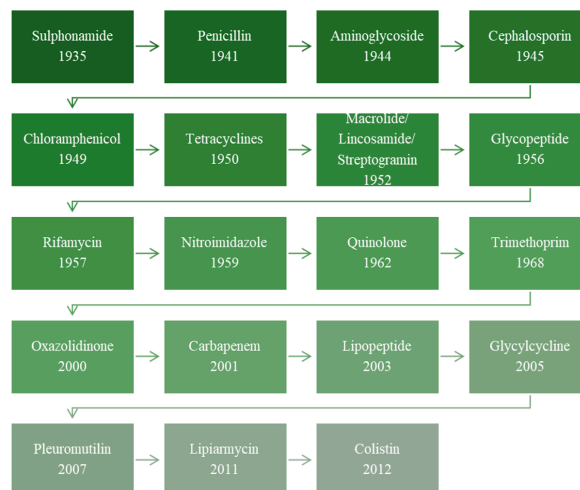 Sulphonamide
1935
Penicillin
1941
Aminoglycoside
1944
Cephalosporin
1945
Chloramphenicol
1949
Tetracyclines
1950
Macrolide/
Lincosamide/
Streptogramin
1952
Glycopeptide
1956
Rifamycin
1957
Nitroimidazole
1959
Quinolone
1962
Trimethoprim
1968
Oxazolidinone
2000
Carbapenem
2001
Lipopeptide
2003
Glycylcycline
2005
Pleuromutilin
2007
Lipiarmycin
2011
Colistin
2012